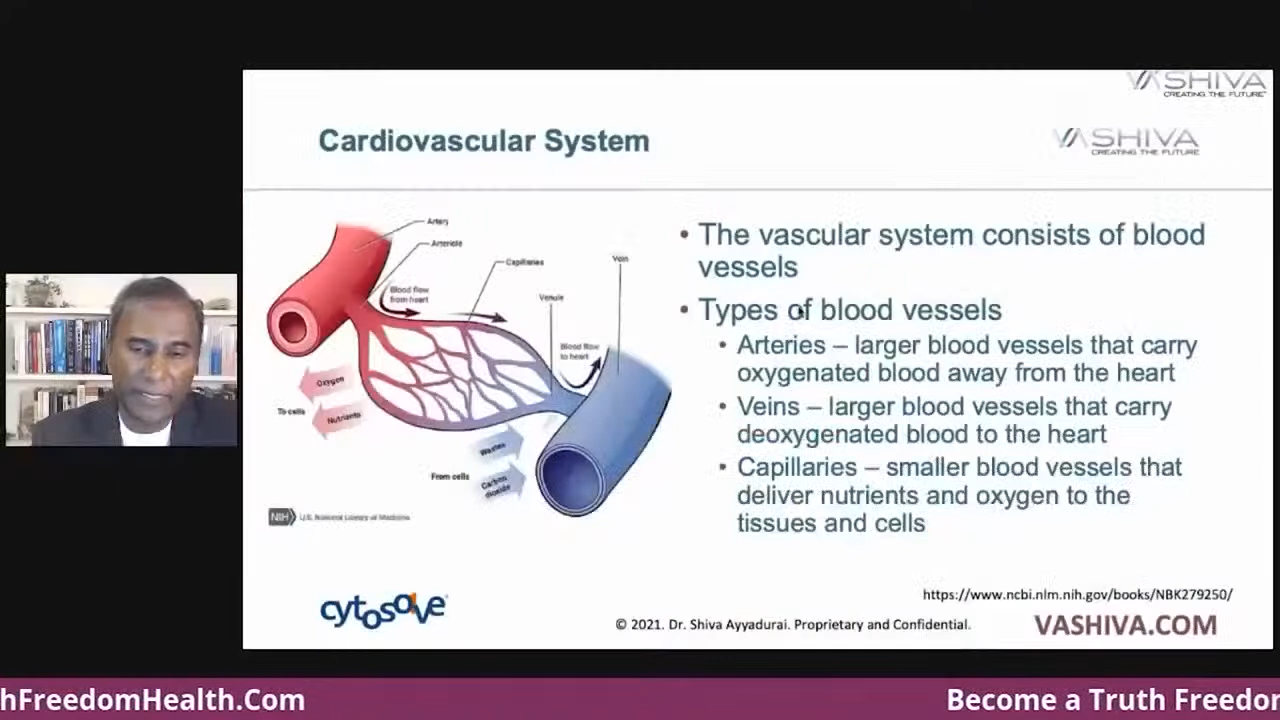 VASHIVA
CREATING THE FUTURE
Cardiovascular System
VASHIVA
CREATING THE FUTURE
Artery
Arteriole
Capillaries
Vein
Blood flow
from heart
Venule
Blood flow
to heart
Oxygen
To cells
Nutrients
Wastes
From cells
Carbon
dioxide
NIH U.S. National Library of Medicine
• The vascular system consists of blood
vessels
• Types of blood vessels
• Arteries – larger blood vessels that carry
oxygenated blood away from the heart
• Veins – larger blood vessels that carry
deoxygenated blood to the heart
• Capillaries – smaller blood vessels that
deliver nutrients and oxygen to the
tissues and cells
https://www.ncbi.nlm.nih.gov/books/NBK279250/
cytosolve
© 2021. Dr. Shiva Ayyadurai. Proprietary and Confidential.
VASHIVA.COM
hFreedomHealth.Com
Become a Truth Freedor